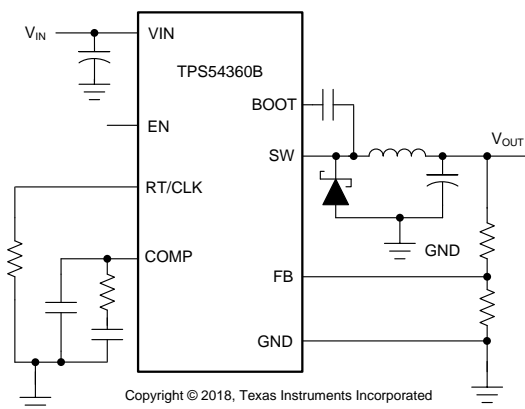 VIN
VIN
TPS54360B
BOOT
VOUT
EN
SW
RT/CLK
GND
COMP
FB
GND
Copyright © 2018, Texas Instruments Incorporated